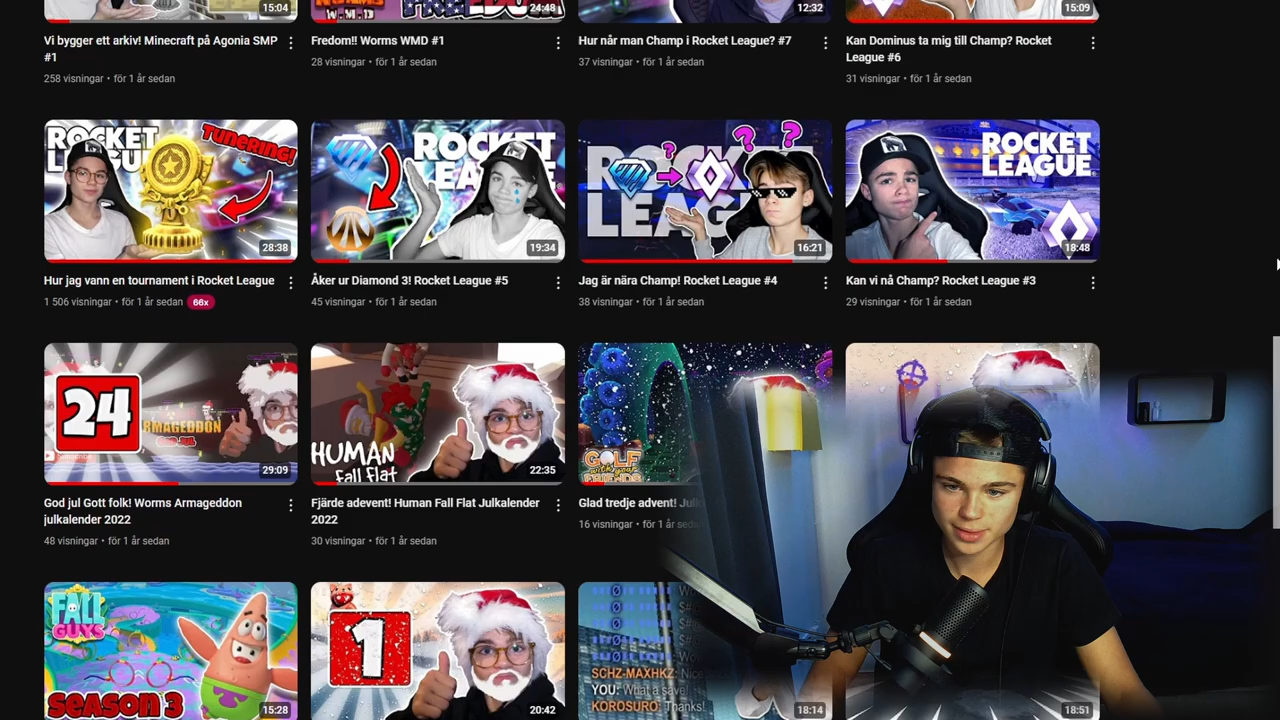 15:04
W.M.D
24:48
12:32
15:09
Vi bygger ett arkiv! Minecraft på Agonia SMP
#1
258 visningar • för 1 år sedan
Fredom!! Worms WMD #1
28 visningar • för 1 år sedan
Hur når man Champ i Rocket League? #7
37 visningar • för 1 år sedan
Kan Dominus ta mig till Champ? Rocket
League #6
31 visningar • för 1 år sedan
ROCKET
LEAGUE
TUNERING!
28:38
ROCKET
LEAGUE
19:34
ROCKET
LEAGUE
16:21
ROCKET
LEAGUE
18:48
Hur jag vann en tournament i Rocket League
1 506 visningar • för 1 år sedan 66x
Åker ur Diamond 3! Rocket League #5
45 visningar • för 1 år sedan
Jag är nära Champ! Rocket League #4
38 visningar • för 1 år sedan
Kan vi nå Champ? Rocket League #3
29 visningar • för 1 år sedan
24
29:09
HUMAN
fall flat
22:35
GOLF
with your
FRIENDS
God jul Gott folk! Worms Armageddon
julkalender 2022
48 visningar • för 1 år sedan
Fjärde adevent! Human Fall Flat Julkalender
2022
30 visningar • för 1 år sedan
Glad tredje advent!
16 visningar • för 1 år sedan
FALL
GUYS
SEASON 3
15:28
1
20:42
SCHZ-MAXHKZ:
YOU: What a save!
KOROSURO: Thanks!
18:14
18:51